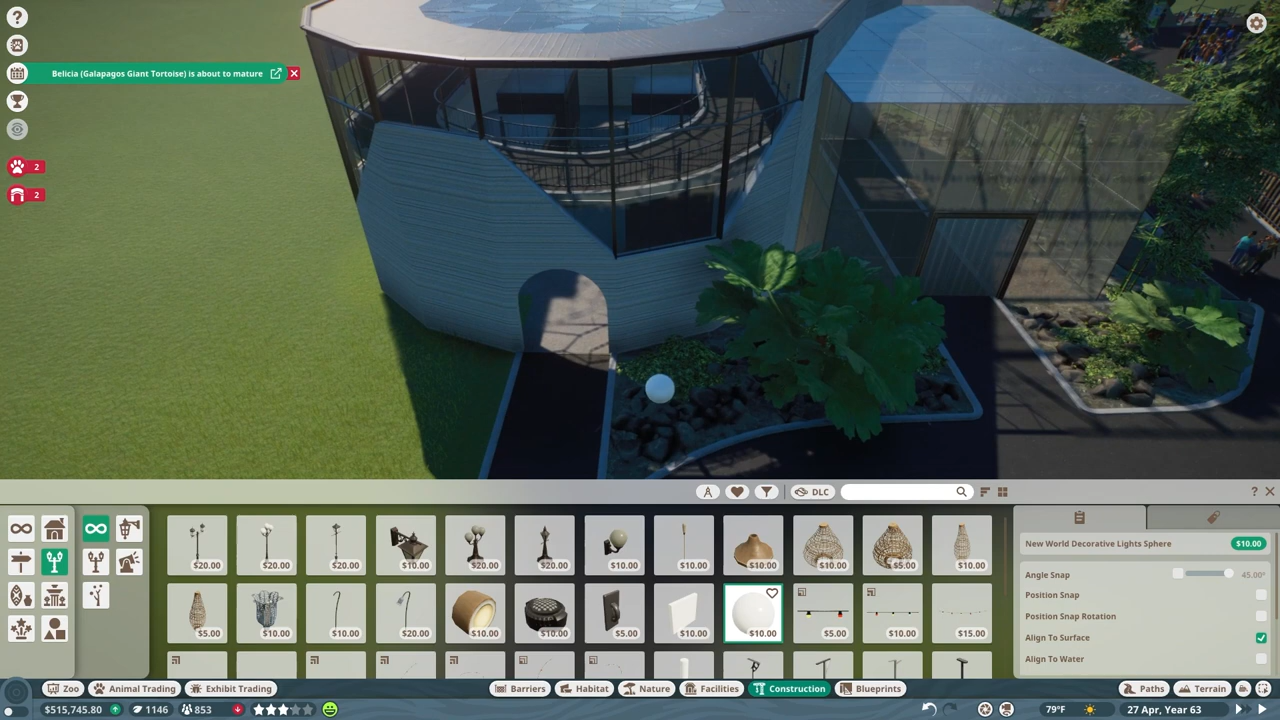 ?
Belicia (Galapagos Giant Tortoise) is about to mature
2
2
DLC
? ✕
$20.00 $20.00 $20.00 $10.00 $20.00 $20.00 $10.00 $10.00 $10.00 $10.00 $5.00 $10.00
$5.00 $10.00 $10.00 $20.00 $10.00 $10.00 $5.00 $10.00 $10.00 $5.00 $10.00 $15.00
New World Decorative Lights Sphere $10.00
Angle Snap 45.00°
Position Snap
Position Snap Rotation
Align To Surface
Align To Water
Zoo Animal Trading Exhibit Trading Barriers Habitat Nature Facilities Construction Blueprints Paths Terrain
$515,745.80 1146 853 79°F 27 Apr, Year 63